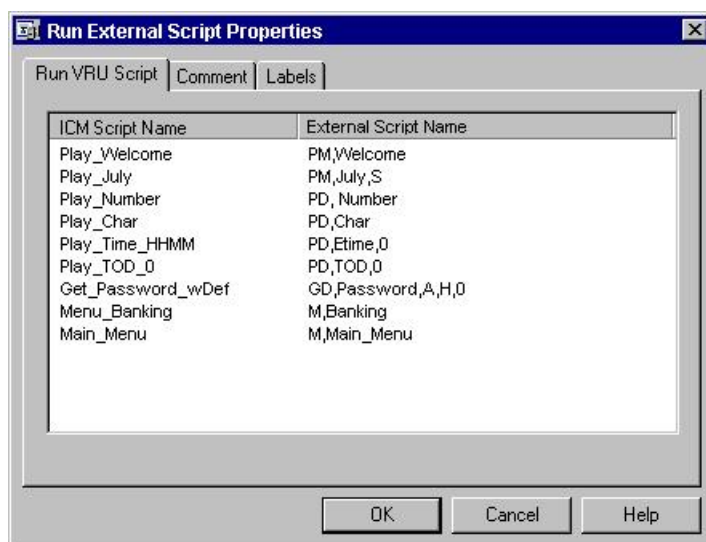 Run External Script Properties
Run VRU Script Comment Labels
ICM Script Name External Script Name
Play_Welcome PM,Welcome
Play_July PM,July,S
Play_Number PD, Number
Play_Char PD,Char
Play_Time_HHMM PD,Etime,0
Play_TOD_0 PD,TOD,0
Get_Password_wDef GD,Password,A,H,0
Menu_Banking M,Banking
Main_Menu M,Main_Menu
OK Cancel Help